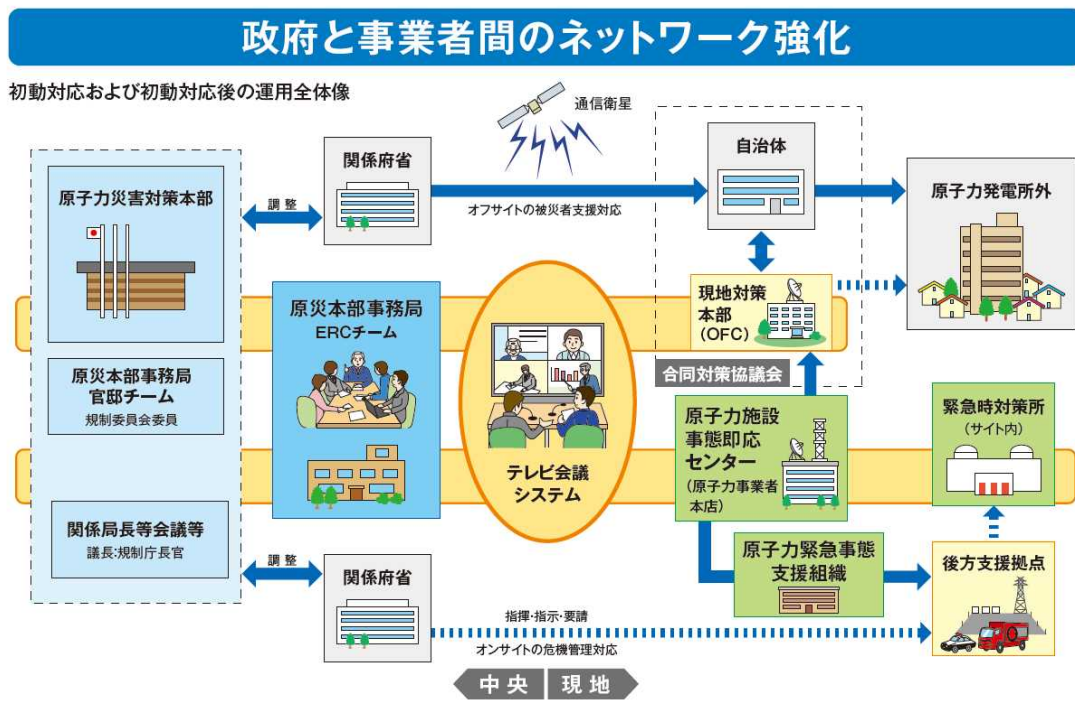 政府と事業者間のネットワーク強化
初動対応および初動対応後の運用全体像
通信衛星
原子力災害対策本部
調整
関係府省
オフサイトの被災者支援対応
自治体
原子力発電所外
原災本部事務局
ERCチーム
現地対策
本部
(OFC)
合同対策協議会
原災本部事務局
官邸チーム
規制委員会委員
テレビ会議
システム
原子力施設
事態即応
センター
(原子力事業者
本店)
緊急時対策所
(サイト内)
関係局長等会議等
議長:規制庁長官
調整
関係府省
原子力緊急事態
支援組織
後方支援拠点
指揮・指示・要請
オンサイトの危機管理対応
中央
現地